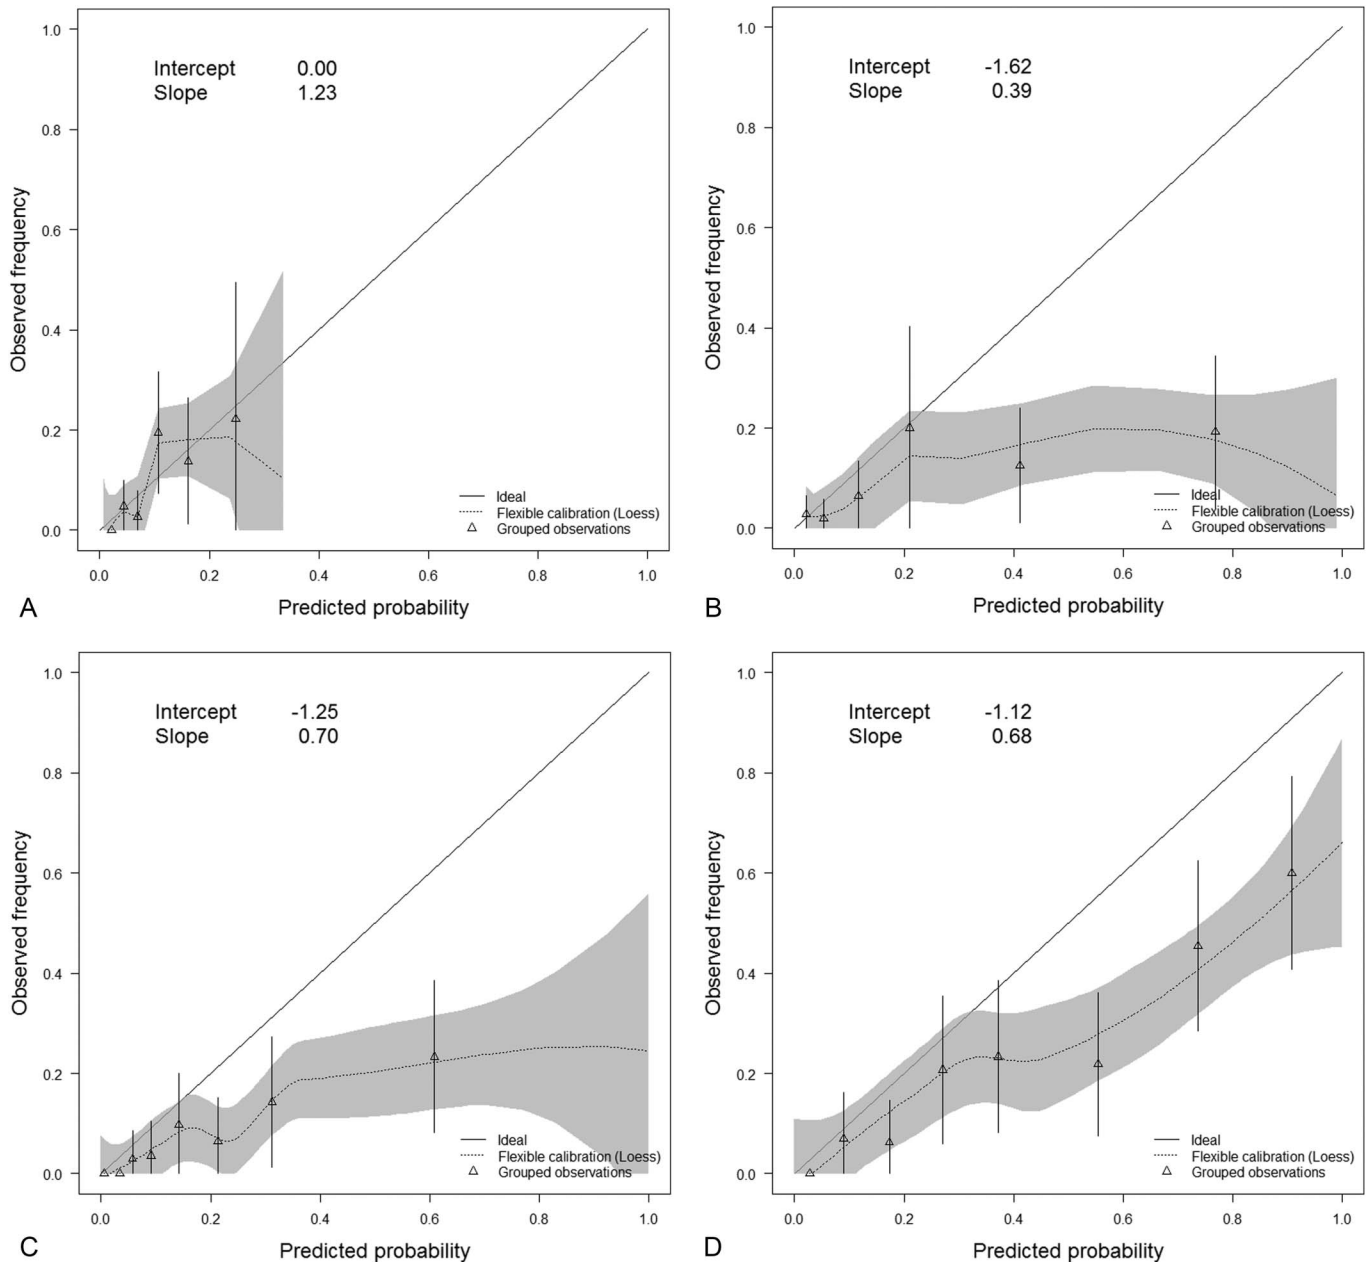 Intercept 0.00
Slope 1.23
Observed frequency
1.0
0.8
0.6
0.4
0.2
0.0
Ideal
Flexible calibration (Loess)
Grouped observations
0.0 0.2 0.4 0.6 0.8 1.0
Predicted probability
A
Intercept -1.62
Slope 0.39
Observed frequency
1.0
0.8
0.6
0.4
0.2
0.0
Ideal
Flexible calibration (Loess)
Grouped observations
0.0 0.2 0.4 0.6 0.8 1.0
Predicted probability
B
Intercept -1.25
Slope 0.70
Observed frequency
1.0
0.8
0.6
0.4
0.2
0.0
Ideal
Flexible calibration (Loess)
Grouped observations
0.0 0.2 0.4 0.6 0.8 1.0
Predicted probability
C
Intercept -1.12
Slope 0.68
Observed frequency
1.0
0.8
0.6
0.4
0.2
0.0
Ideal
Flexible calibration (Loess)
Grouped observations
0.0 0.2 0.4 0.6 0.8 1.0
Predicted probability
D